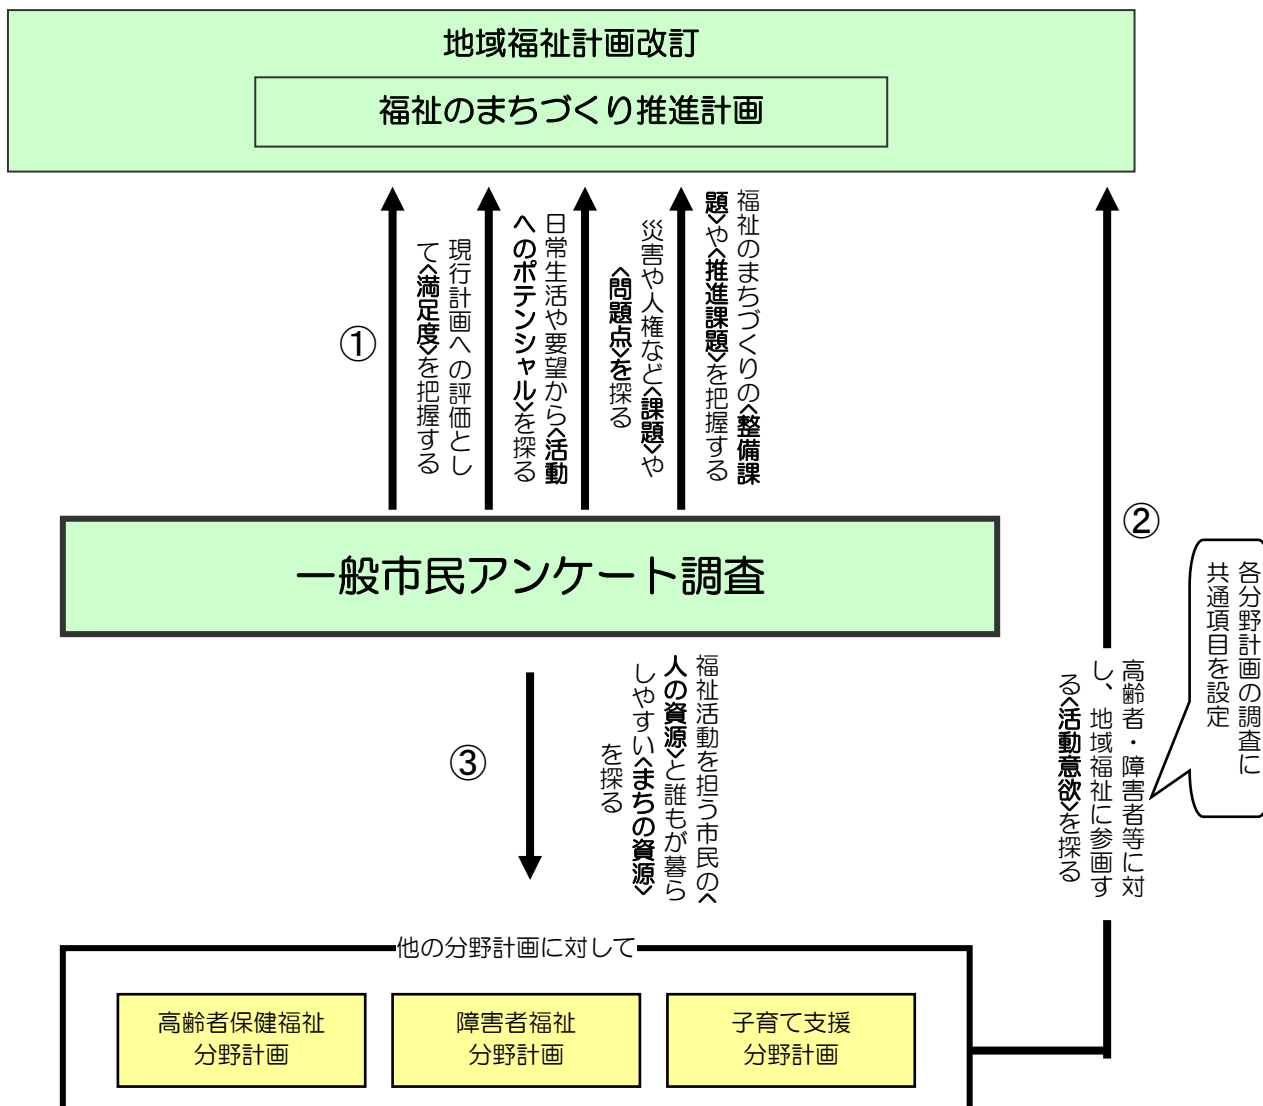 地域福祉計画改訂
福祉のまちづくり推進計画
①
現行計画への評価とし
て<満足度>を把握する
日常生活や要望から<活動
へのポテンシャル>を探る
災害や人権など<課題>や
<問題点>を探る
福祉のまちづくりの<整備課
題>や<推進課題>を把握する
②
各分野計画の調査に
共通項目を設定
一般市民アンケート調査
高齢者・障害者等に対
し、地域福祉に参画す
る<活動意欲>を探る
③
福祉活動を担う市民の<
人の資源>と誰もが暮ら
しやすい<まちの資源>
を探る
他の分野計画に対して
高齢者保健福祉
分野計画
障害者福祉
分野計画
子育て支援
分野計画